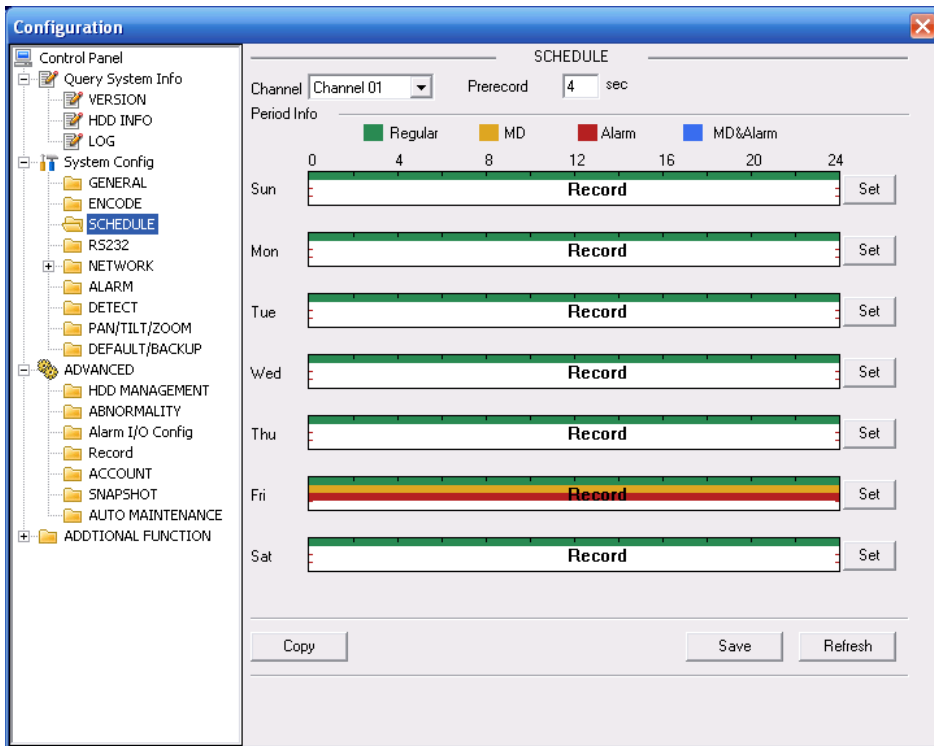 Configuration
Control Panel
Query System Info
VERSION
HDD INFO
LOG
System Config
GENERAL
ENCODE
SCHEDULE
RS232
NETWORK
ALARM
DETECT
PAN/TILT/ZOOM
DEFAULT/BACKUP
ADVANCED
HDD MANAGEMENT
ABNORMALITY
Alarm I/O Config
Record
ACCOUNT
SNAPSHOT
AUTO MAINTENANCE
ADDTIONAL FUNCTION
SCHEDULE
Channel Channel 01 Prerecord 4 sec
Period Info
Regular MD Alarm MD&Alarm
0 4 8 12 16 20 24
Sun Record Set
Mon Record Set
Tue Record Set
Wed Record Set
Thu Record Set
Fri Record Set
Sat Record Set
Copy Save Refresh